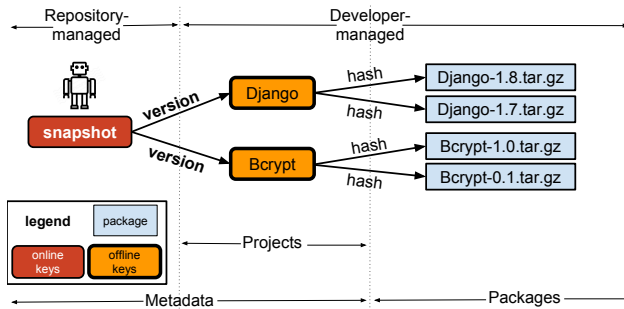 Repository-
managed
Developer-
managed
snapshot
version
version
Django
Bcrypt
hash
hash
hash
hash
Django-1.8.tar.gz
Django-1.7.tar.gz
Bcrypt-1.0.tar.gz
Bcrypt-0.1.tar.gz
legend
package
online
keys
offline
keys
Projects
Metadata
Packages